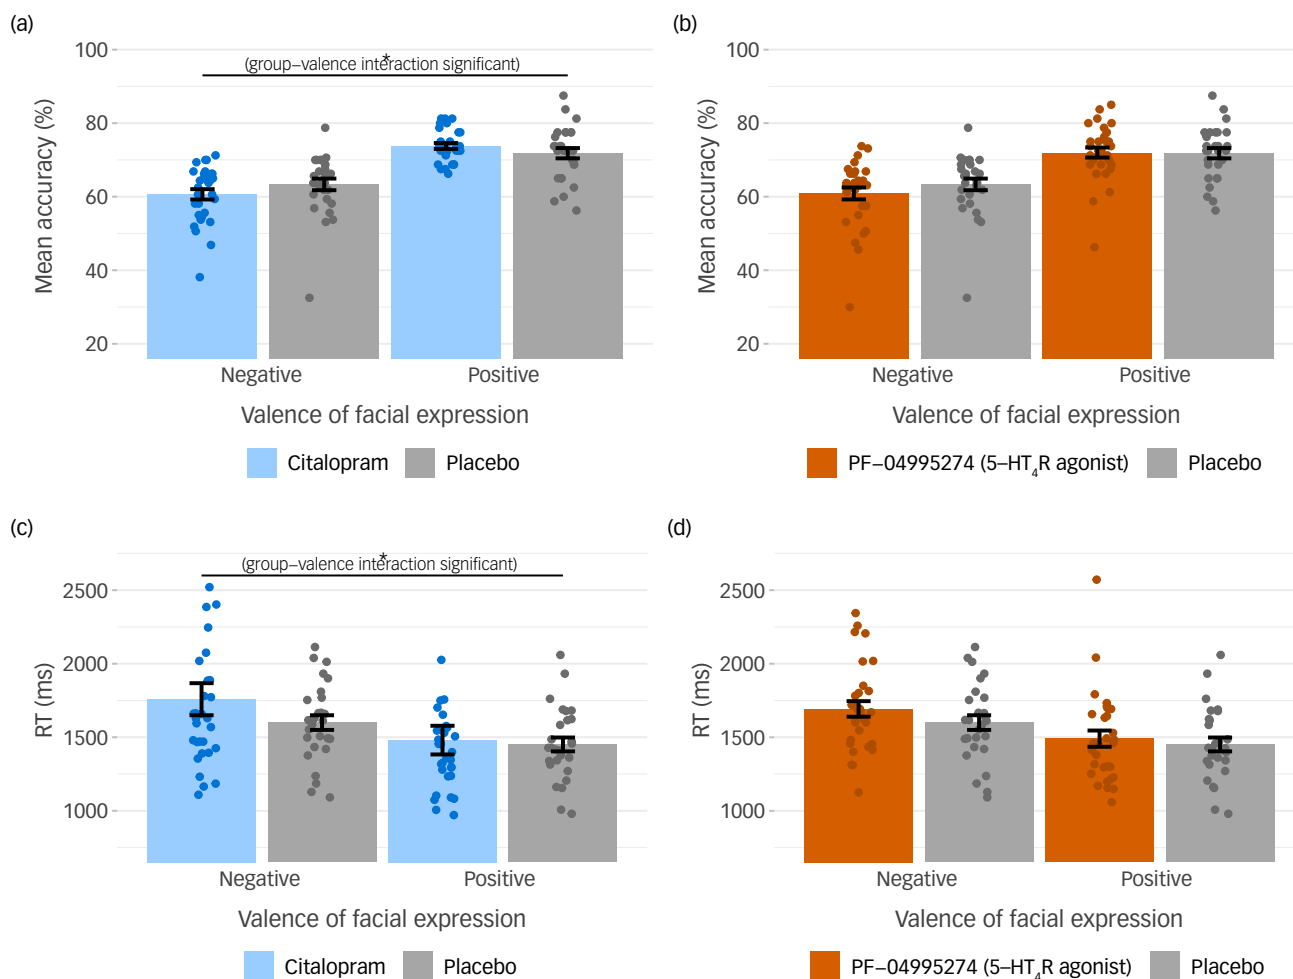 (a)
100
80
60
40
20
Mean accuracy (%)
*
(group–valence interaction significant)
Negative
Positive
Valence of facial expression
Citalopram
Placebo
(b)
100
80
60
40
20
Mean accuracy (%)
Negative
Positive
Valence of facial expression
PF–04995274 (5–HT₄R agonist)
Placebo
(c)
2500
2000
1500
1000
RT (ms)
*
(group–valence interaction significant)
Negative
Positive
Valence of facial expression
Citalopram
Placebo
(d)
2500
2000
1500
1000
RT (ms)
Negative
Positive
Valence of facial expression
PF–04995274 (5–HT₄R agonist)
Placebo